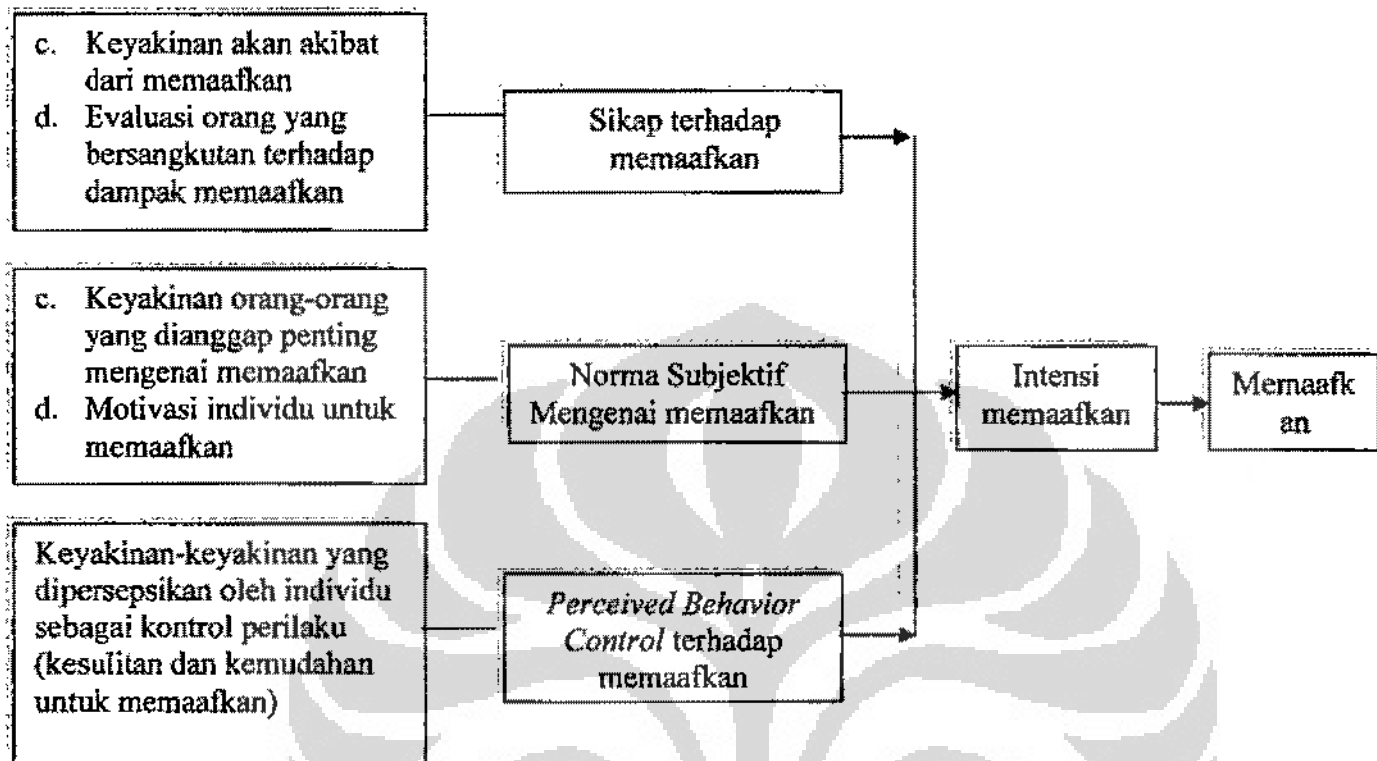 c. Keyakinan akan akibat
dari memaafkan
d. Evaluasi orang yang
bersangkutan terhadap
dampak memaafkan
Sikap terhadap
memaafkan
c. Keyakinan orang-orang
yang dianggap penting
mengenai memaafkan
d. Motivasi individu untuk
memaafkan
Norma Subjektif
Mengenai memaafkan
Intensi
memaafkan
Memaafk
an
Keyakinan-keyakinan yang
dipersepsikan oleh individu
sebagai kontrol perilaku
(kesulitan dan kemudahan
untuk memaafkan)
Perceived Behavior
Control terhadap
memaafkan